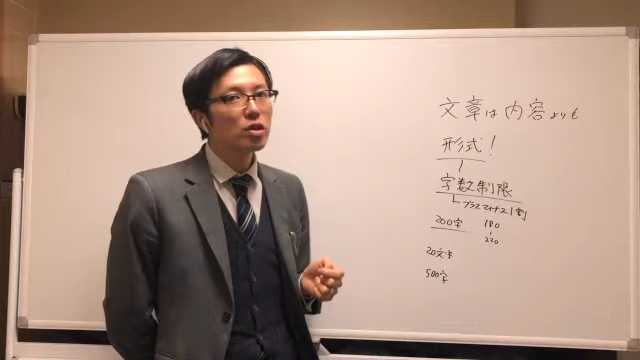 文章は内容よりも
形式!
字数制限
プラスマイナス1割
200字 180
220
20文字
500字